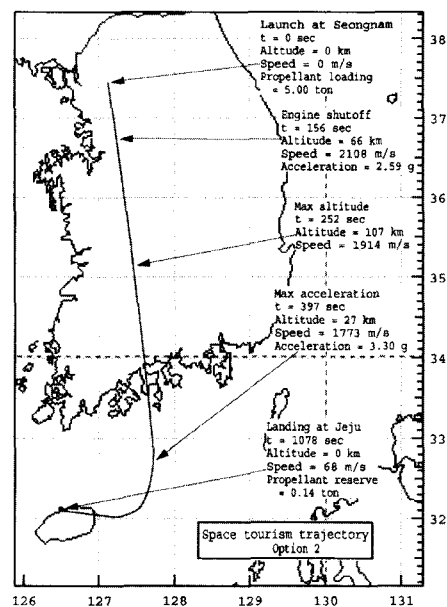 Launch at Seongnam
t = 0 sec
Altitude = 0 km
Speed = 0 m/s
Propellant loading
= 5.00 ton
Engine shutoff
t = 156 sec
Altitude = 66 km
Speed = 2108 m/s
Acceleration = 2.59 g
Max altitude
t = 252 sec
Altitude = 107 km
Speed = 1914 m/s
Max acceleration
t = 397 sec
Altitude = 27 km
Speed = 1773 m/s
Acceleration = 3.30 g
Landing at Jeju
t = 1078 sec
Altitude = 0 km
Speed = 68 m/s
Propellant reserve
= 0.14 ton
Space tourism trajectory
Option 2
38
37
36
35
34
33
32
126
127
128
129
130
131